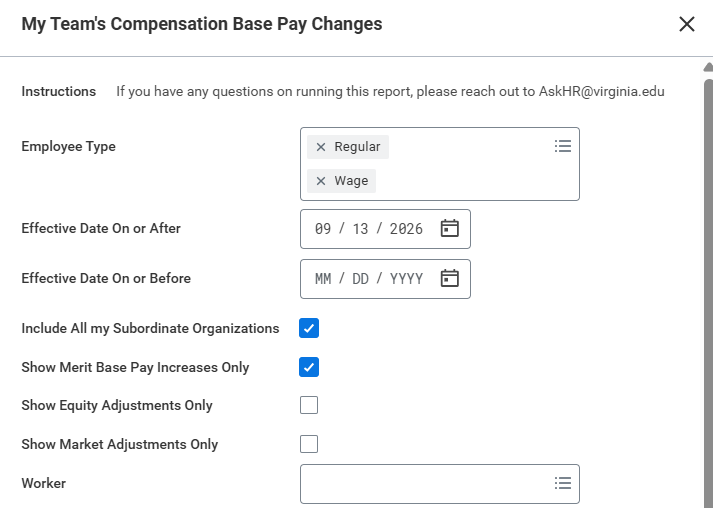 My Team's Compensation Base Pay Changes
Instructions If you have any questions on running this report, please reach out to AskHR@virginia.edu
Employee Type
Regular
Wage
Effective Date On or After 09 / 13 / 2026
Effective Date On or Before MM / DD / YYYY
Include All my Subordinate Organizations
Show Merit Base Pay Increases Only
Show Equity Adjustments Only
Show Market Adjustments Only
Worker